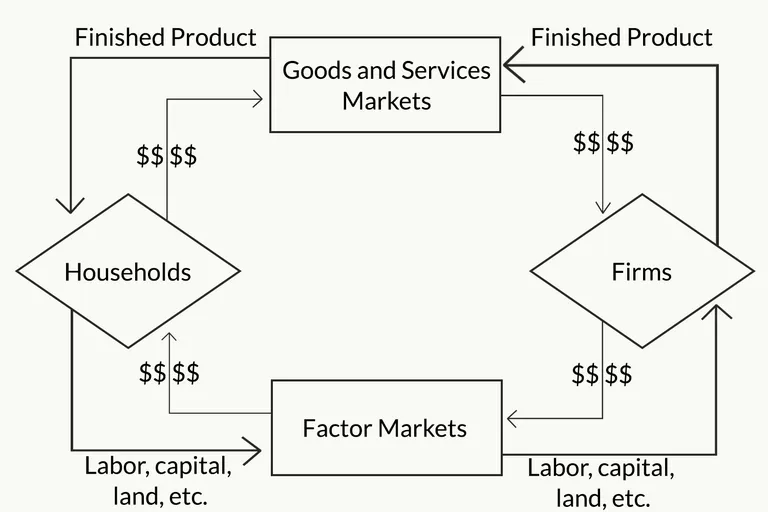 Finished Product
Finished Product
Goods and Services
Markets
$$ $$
$$ $$
Households
Firms
$$ $$
$$ $$
Factor Markets
Labor, capital,
land, etc.
Labor, capital,
land, etc.